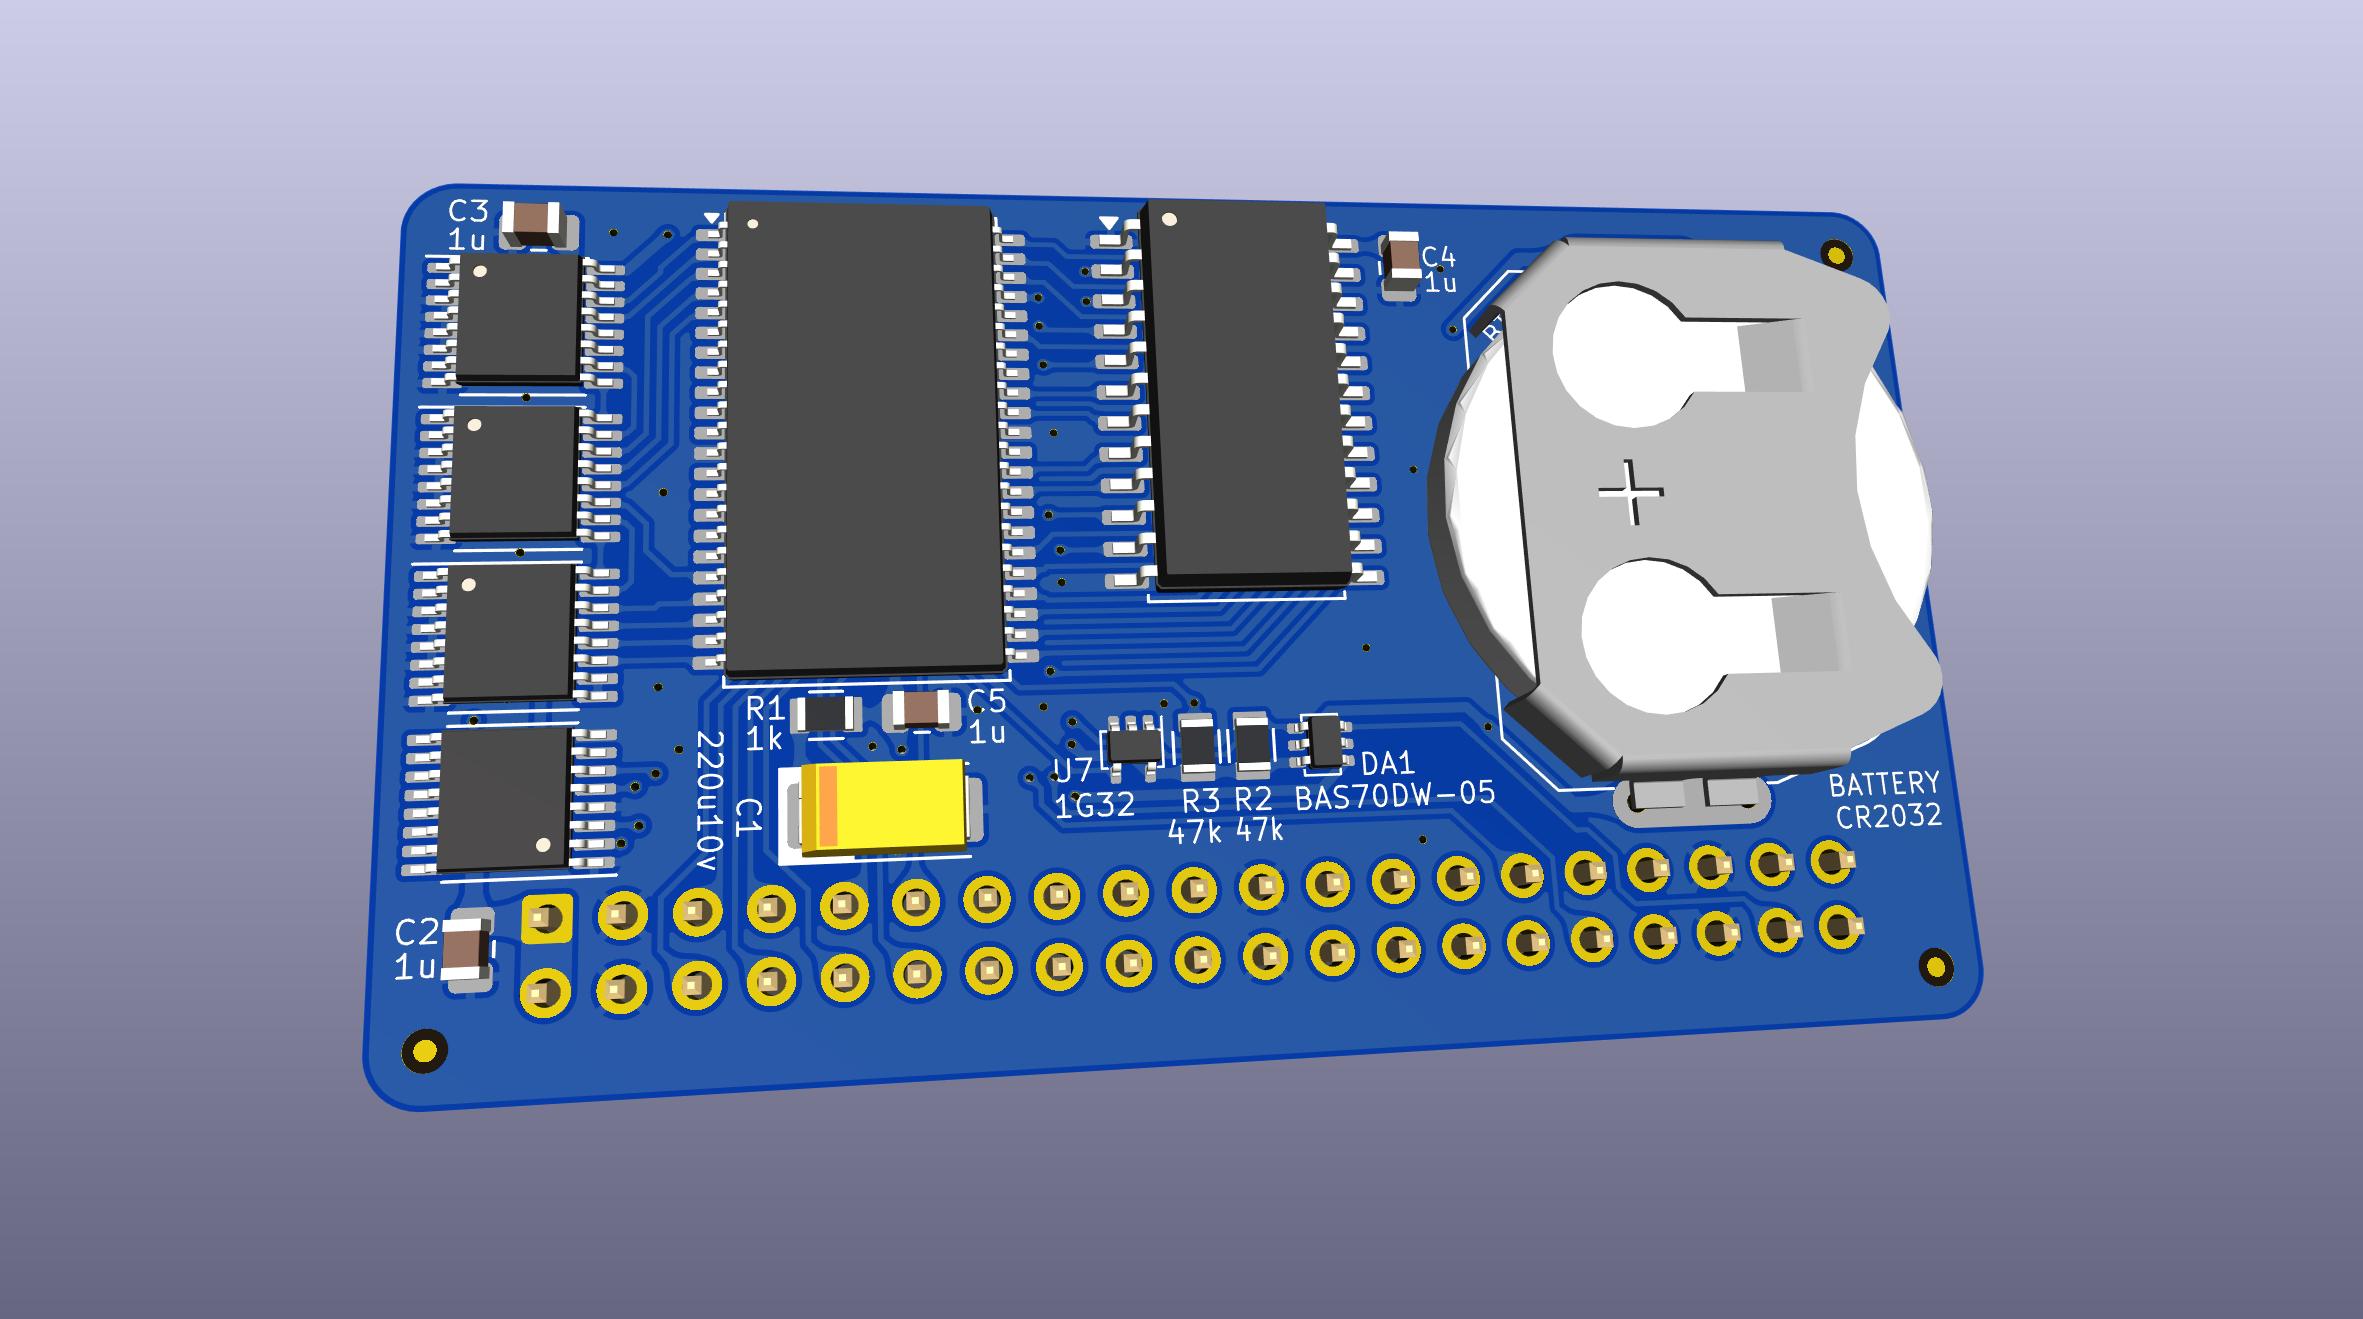 C3
1u
C4
1u
R1
1k
C5
1u
220u10v
C1
U7
1G32
R3
47k
R2
47k
DA1
BAS70DW-05
BATTERY
CR2032
C2
1u